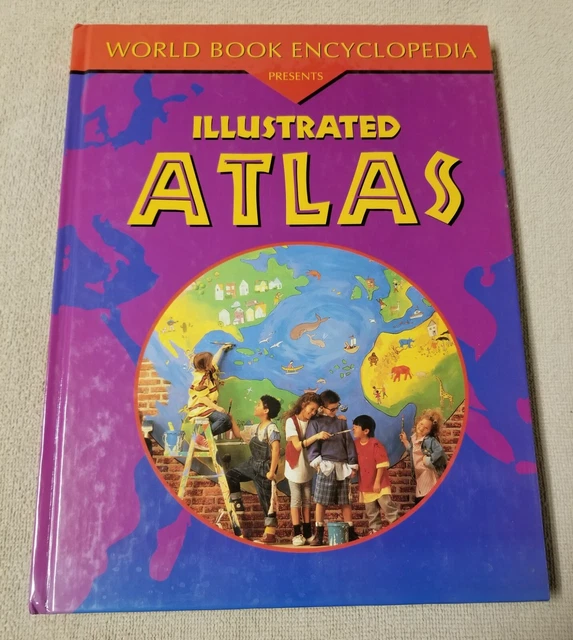 WORLD BOOK ENCYCLOPEDIA
PRESENTS
ILLUSTRATED
ATLAS